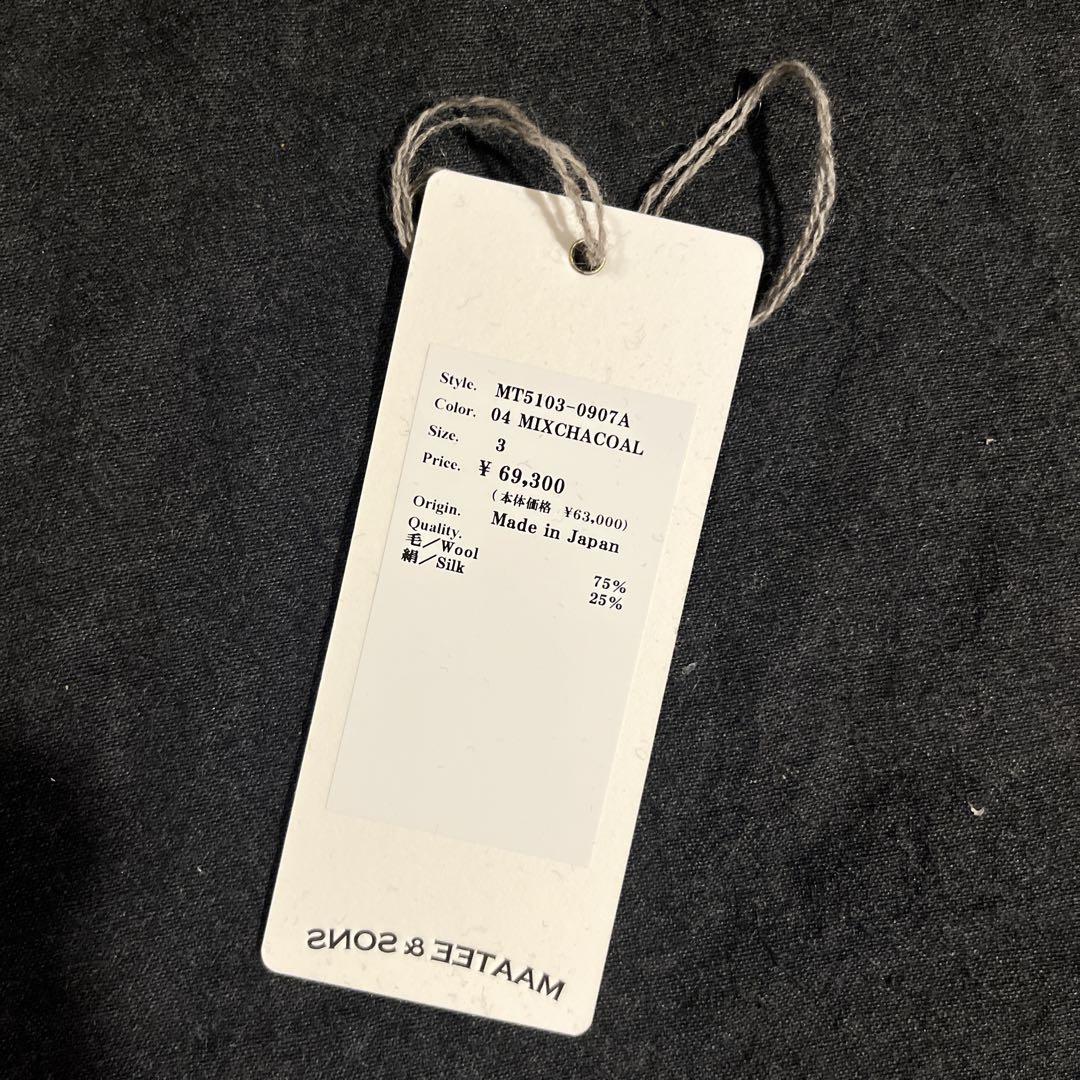 Style. MT5103-0907A
Color. 04 MIXCHACOAL
Size. 3
Price. ¥ 69,300
(本体価格 ¥63,000)
Origin. Made in Japan
Quality.
毛/Wool 75%
絹/Silk 25%
MAATEE & SONS